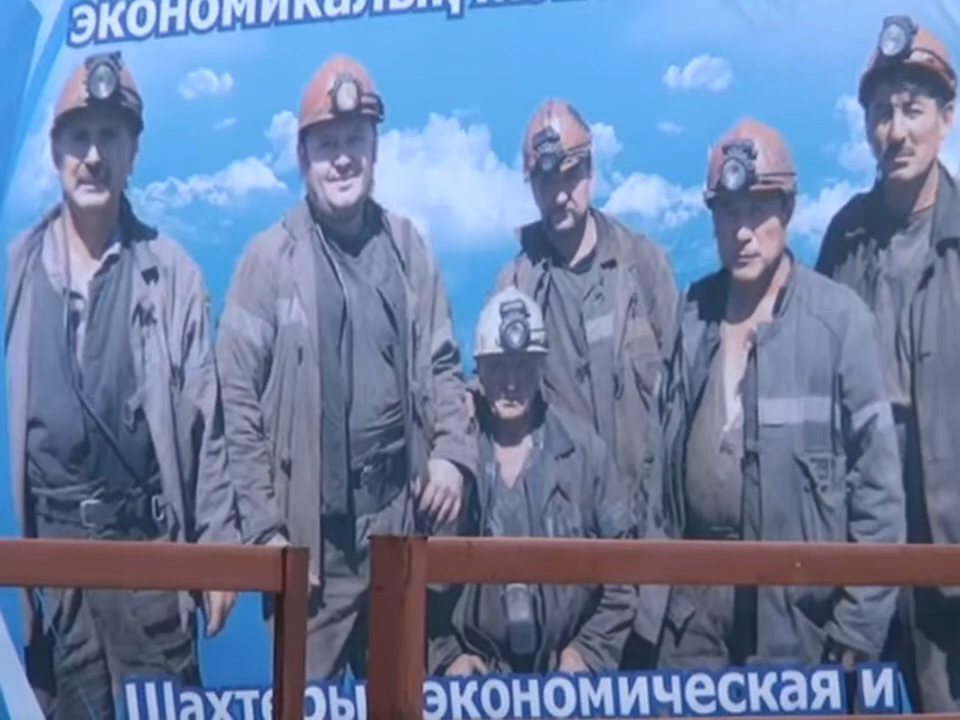 экономикалық
Шахтеры экономическая и